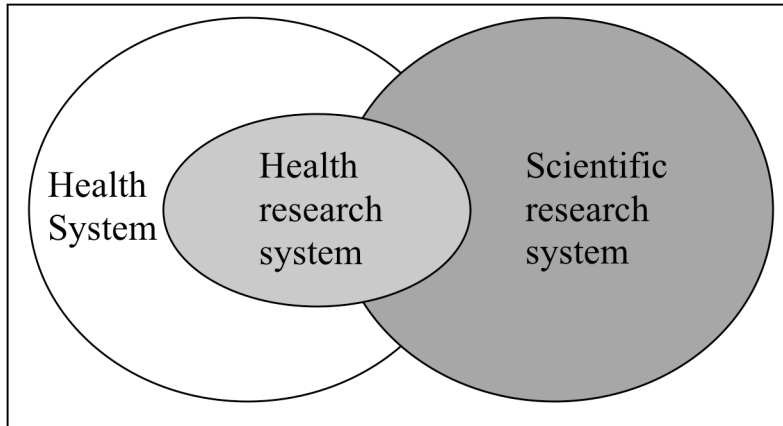 Health
System
Health
research
system
Scientific
research
system